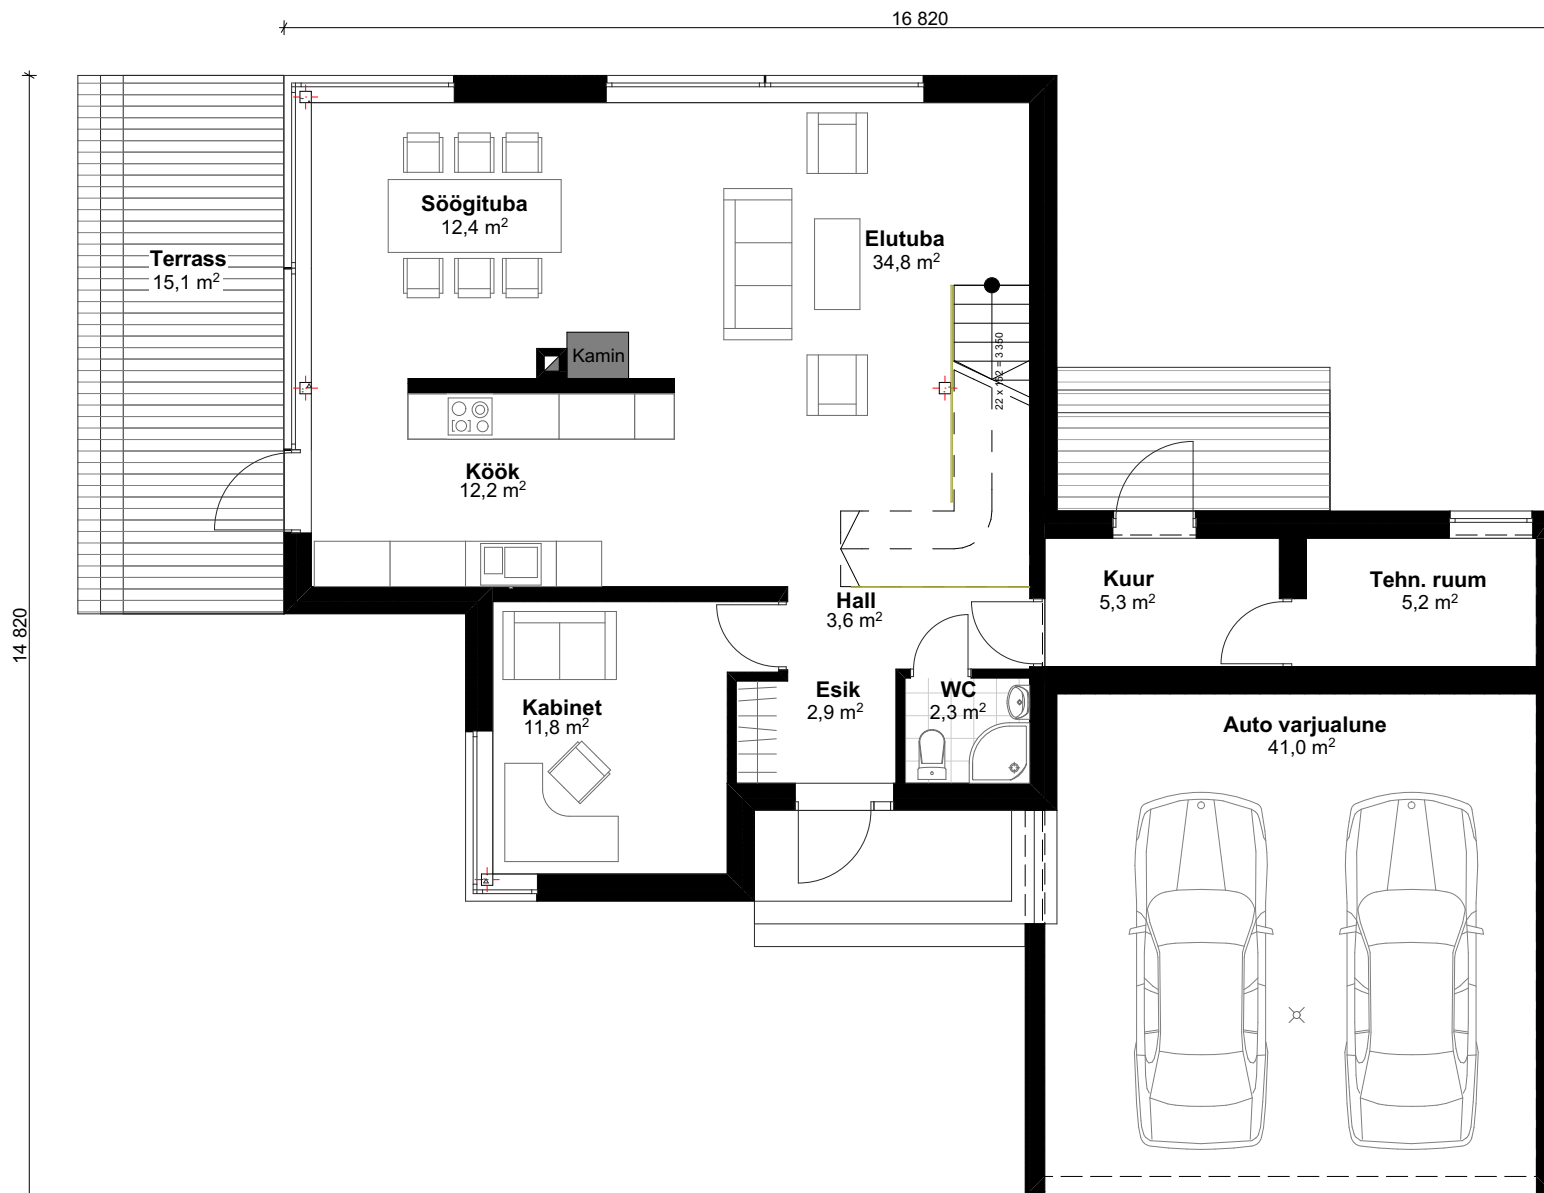 16 820
14 820
Söögituba
12,4 m²
Elutuba
34,8 m²
Terrass
15,1 m²
Kamin
22 x 152 = 3 350
Köök
12,2 m²
Kuur
5,3 m²
Tehn. ruum
5,2 m²
Hall
3,6 m²
Esik
2,9 m²
WC
2,3 m²
Kabinet
11,8 m²
Auto varjualune
41,0 m²